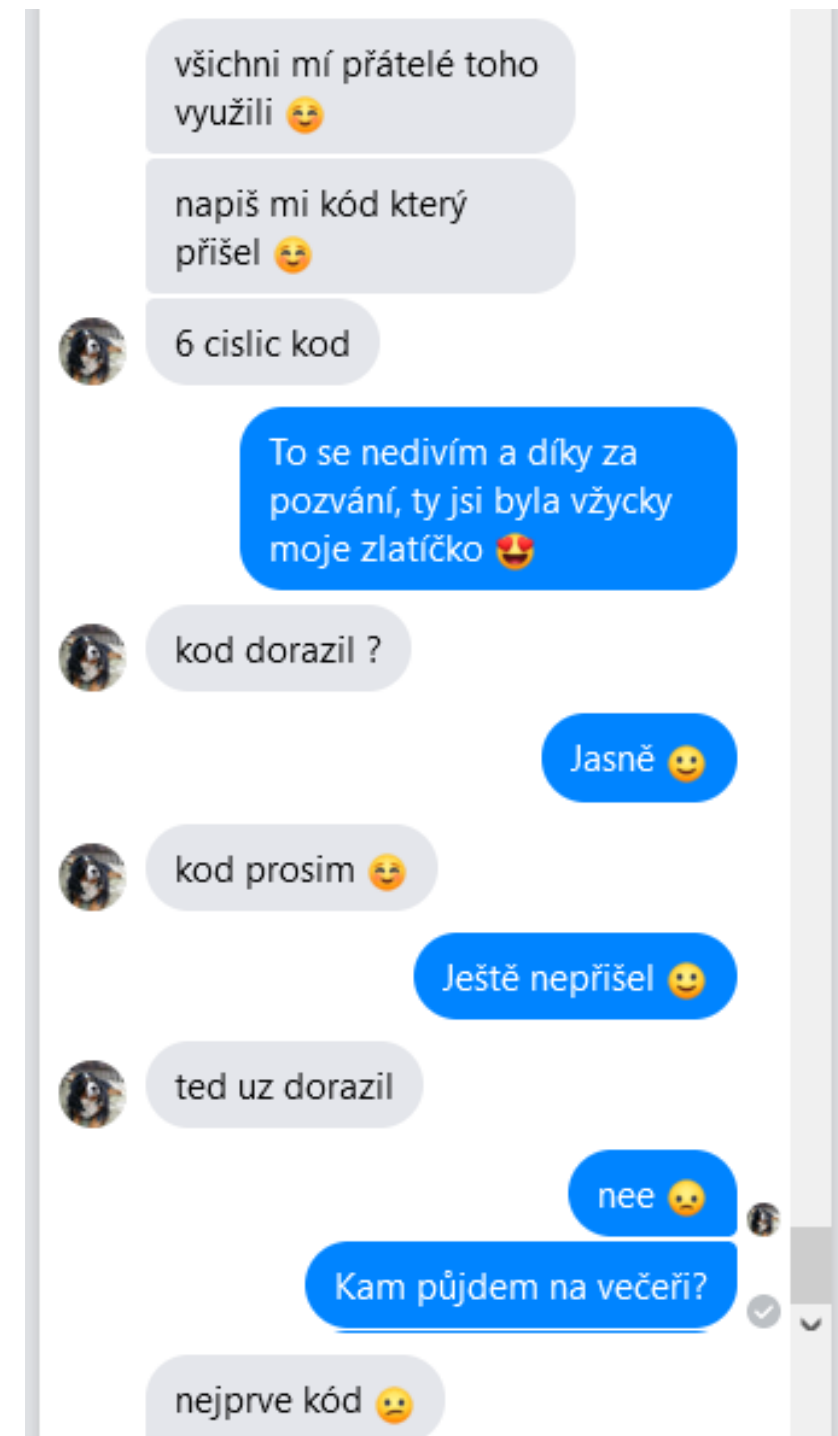 všichni mí přátelé toho
využili 😊
napiš mi kód který
přišel 😊
6 cislic kod
To se nedivím a díky za
pozvání, ty jsi byla vžycky
moje zlatíčko 😍
kod dorazil ?
Jasně 🙂
kod prosim 😊
Ještě nepřišel 🙂
ted uz dorazil
nee 🙁
Kam půjdem na večeři?
nejprve kód 😕